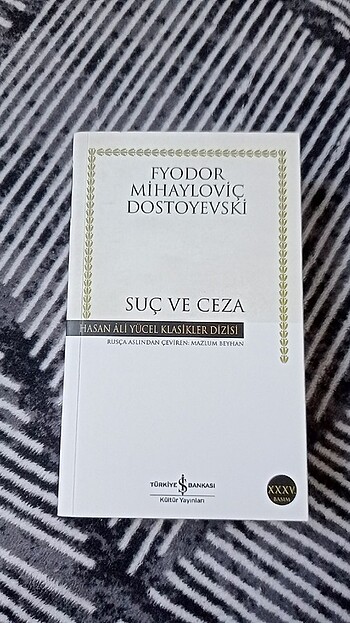 FYODOR
MİHAYLOVİÇ
DOSTOYEVSKİ
SUÇ VE CEZA
HASAN ÂLİ YÜCEL KLASİKLER DİZİSİ
RUSÇA ASLINDAN ÇEVİREN: MAZLUM BEYHAN
TÜRKİYE İŞ BANKASI
Kültür Yayınları
XXXV.
BASIM